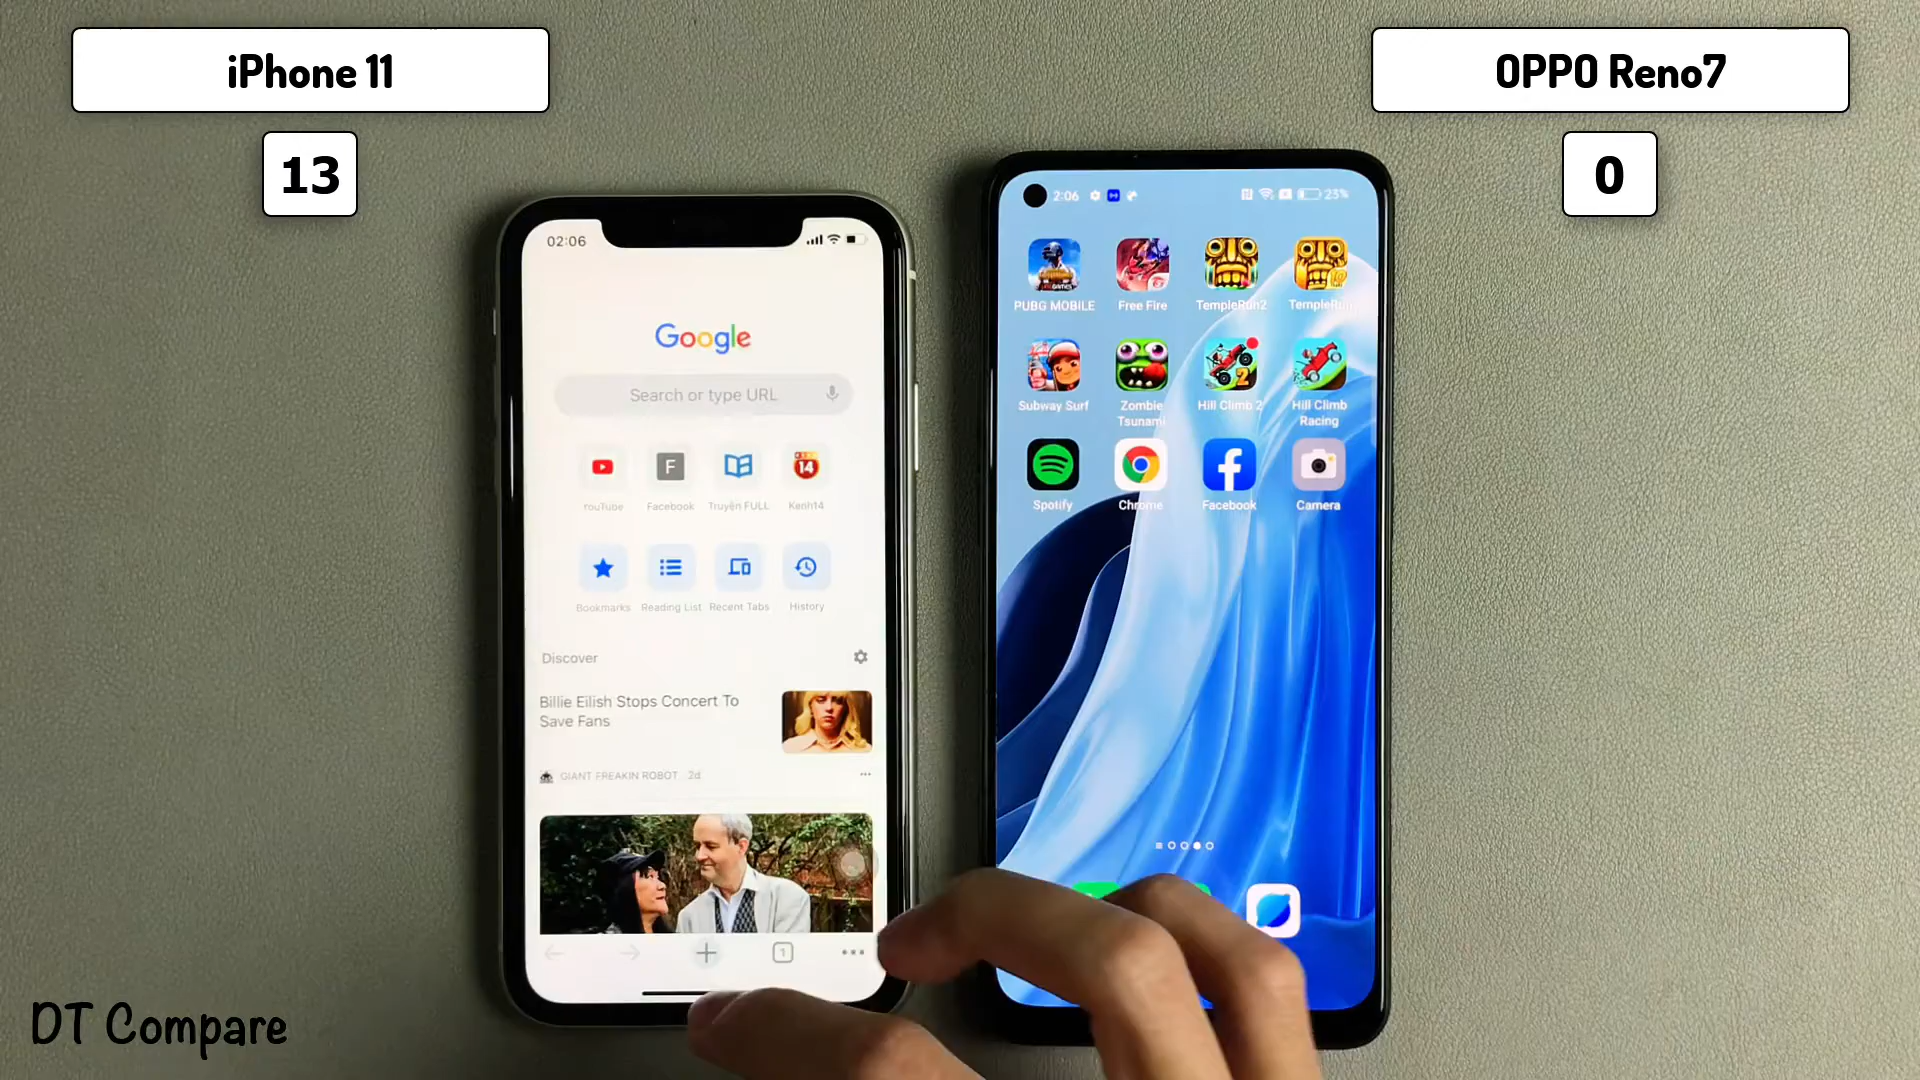 iPhone 11
OPPO Reno7
13
0
02:06
2:06
23%
Google
Search or type URL
YouTube
Facebook
Truyện FULL
Kenh14
Bookmarks
Reading List
Recent Tabs
History
Discover
Billie Eilish Stops Concert To
Save Fans
GIANT FREAKIN ROBOT 2d
1
PUBG MOBILE
Free Fire
TempleRun2
Subway Surf
Zombie
Tsunami
Hill Climb 2
Hill Climb
Racing
Spotify
Chrome
Facebook
Camera
DT Compare